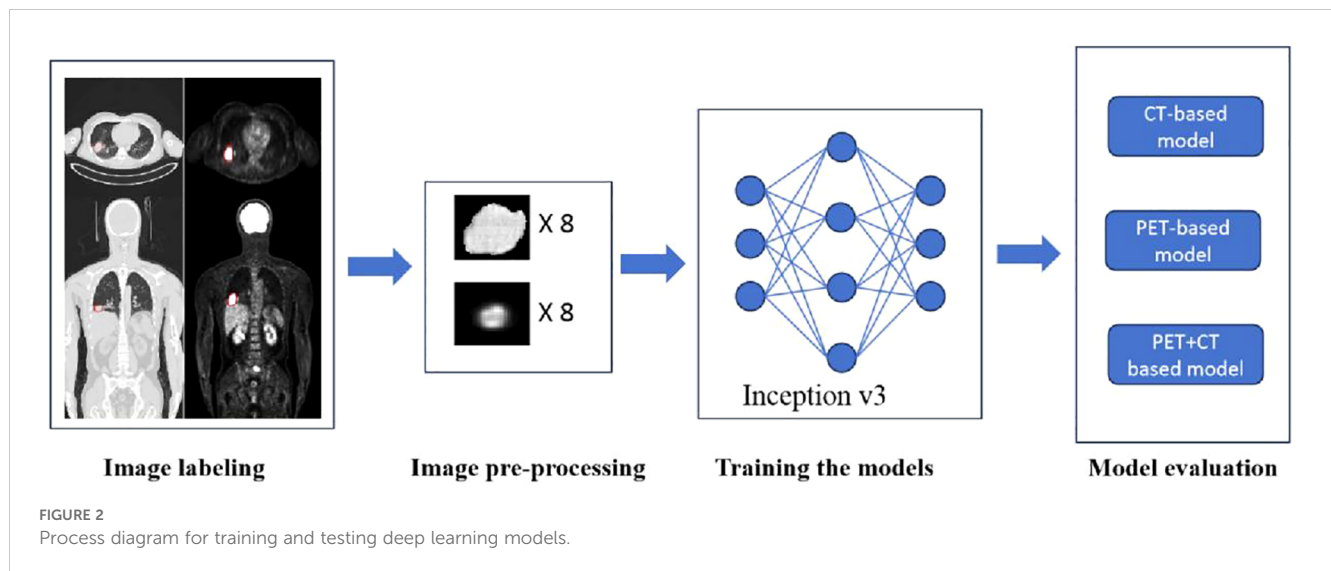 X 8
X 8
Inception v3
CT-based
model
PET-based
model
PET+CT
based model
Image labeling
Image pre-processing
Training the models
Model evaluation
FIGURE 2
Process diagram for training and testing deep learning models.